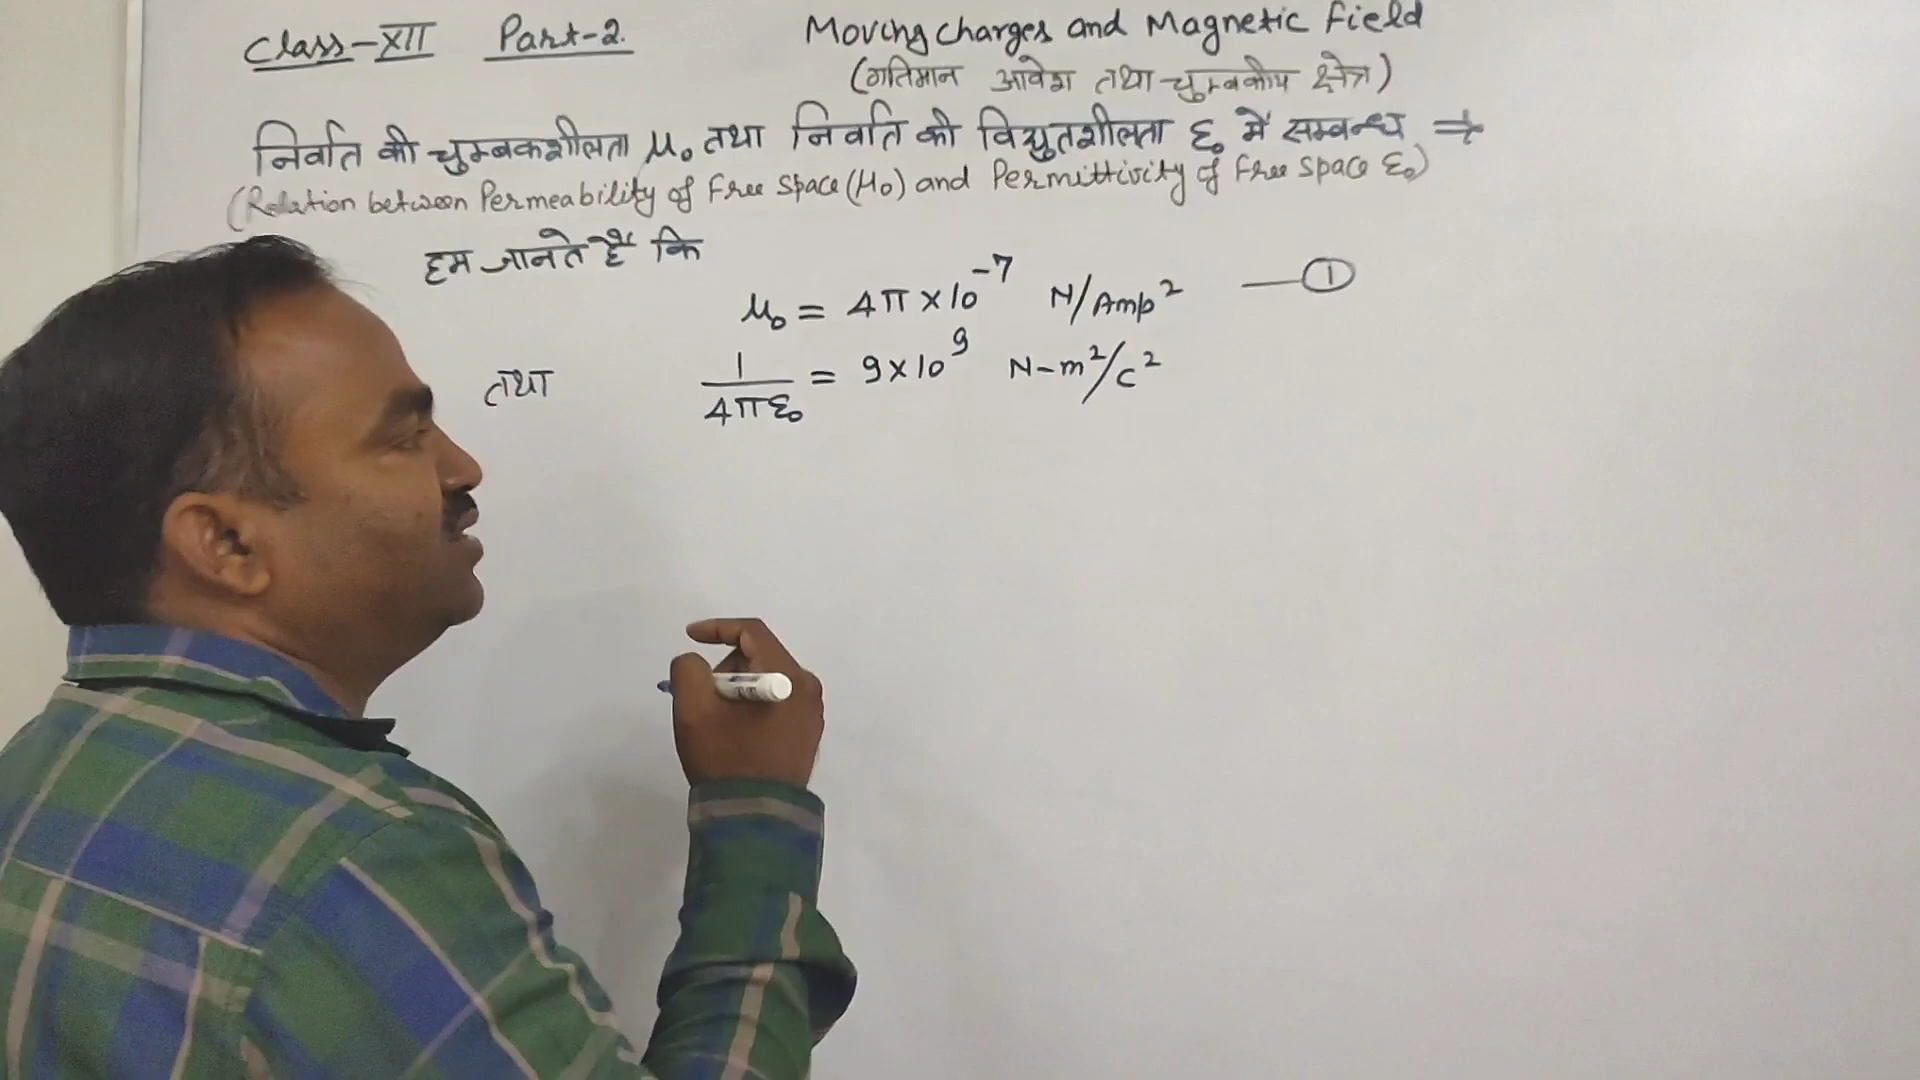 Class-XII Part-2. Moving charges and Magnetic Field
(गतिमान आवेश तथा चुम्बकीय क्षेत्र)
निर्वात की चुम्बकशीलता μ₀ तथा निर्वात की विद्युतशीलता ε₀ में सम्बन्ध ⇒
(Relation between Permeability of Free Space (μ₀) and Permittivity of Free Space ε₀)
हम जानते हैं कि
μ₀ = 4π × 10⁻⁷ N/Amp² —①
तथा 1/4πε₀ = 9×10⁹ N-m²/C²